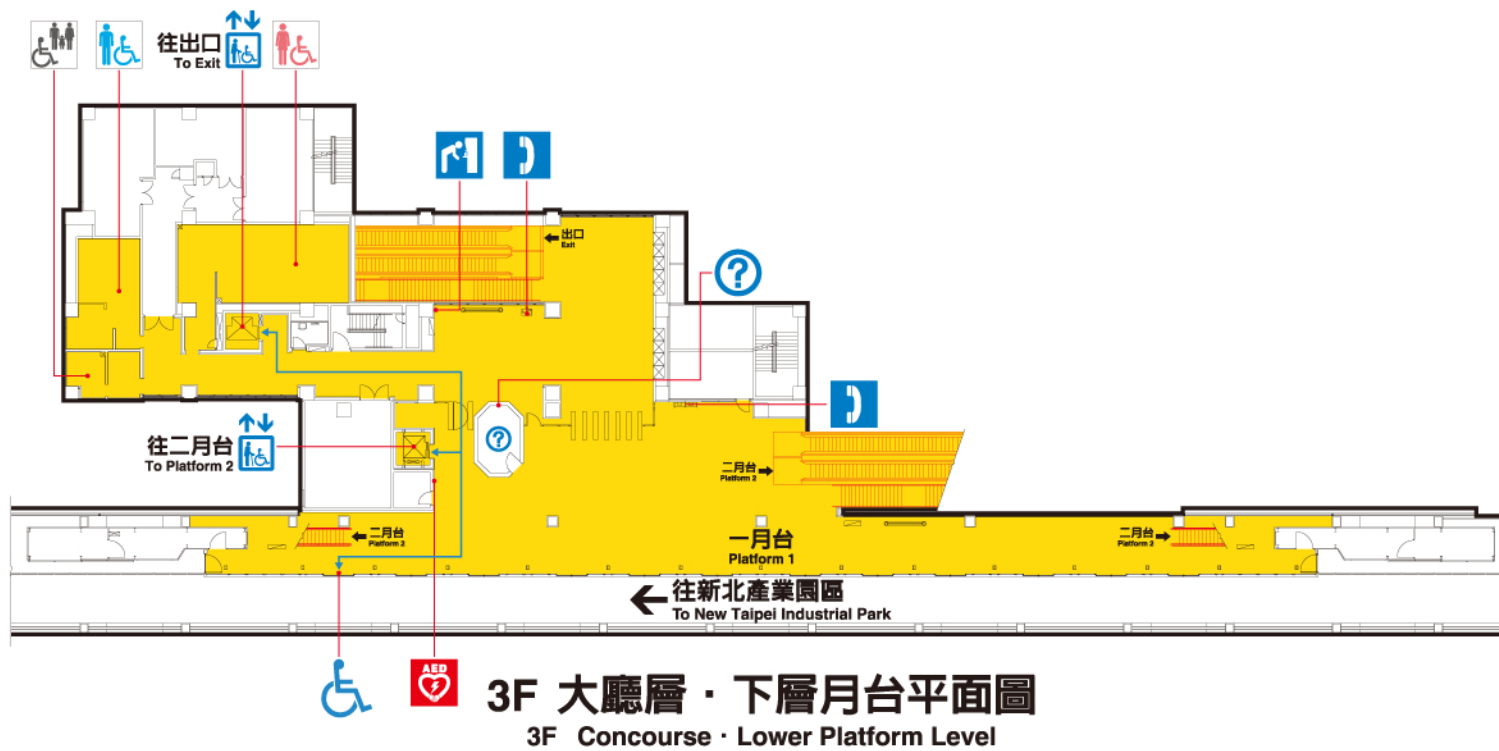 往出口
To Exit
出口
Exit
?
往二月台
To Platform 2
?
二月台
Platform 2
二月台
Platform 2
一月台
Platform 1
二月台
Platform 2
往新北產業園區
To New Taipei Industrial Park
AED
3F 大廳層・下層月台平面圖
3F Concourse・Lower Platform Level